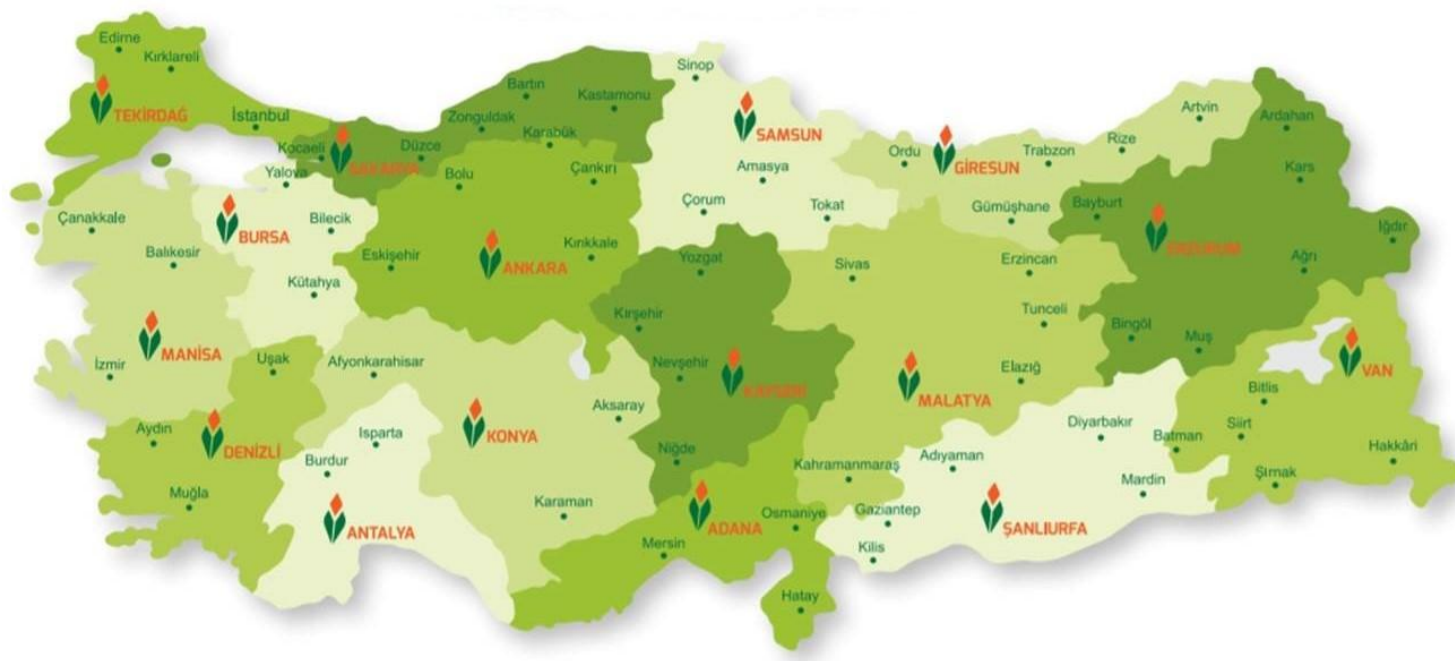 Edirne
Kırklareli
TEKİRDAĞ
İstanbul
Kocaeli
SAKARYA
Düzce
Zonguldak
Bartın
Kastamonu
Karabük
Yalova
Bolu
Çankırı
Sinop
SAMSUN
Amasya
Çorum
Tokat
Ordu
GİRESUN
Trabzon
Rize
Artvin
Gümüşhane
Ardahan
Kars
Bayburt
ERZURUM
Iğdır
Ağrı
Bingöl
Muş
Çanakkale
Balıkesir
BURSA
Bilecik
Kütahya
Eskişehir
ANKARA
Kırıkkale
Yozgat
Kırşehir
Nevşehir
KAYSERİ
Niğde
Sivas
Erzincan
Tunceli
Elazığ
MALATYA
Kahramanmaraş
VAN
Bitlis
Siirt
Batman
Hakkâri
Şırnak
MANİSA
İzmir
Uşak
Afyonkarahisar
Aydın
DENİZLİ
Muğla
Isparta
Burdur
ANTALYA
KONYA
Aksaray
Karaman
ADANA
Mersin
Osmaniye
Hatay
Adıyaman
Diyarbakır
Mardin
Gaziantep
Kilis
ŞANLIURFA